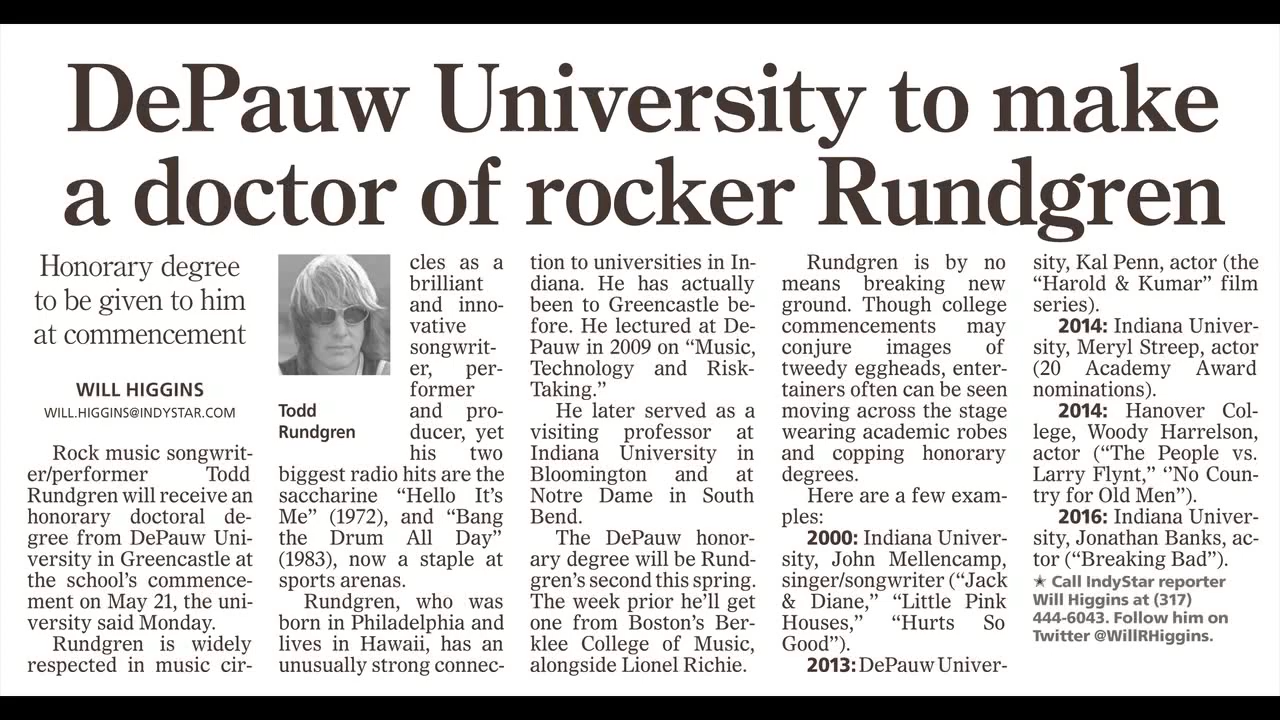 DePauw University to make
a doctor of rocker Rundgren
Honorary degree
to be given to him
at commencement
WILL HIGGINS
WILL.HIGGINS@INDYSTAR.COM
Rock music songwrit-
er/performer Todd
Rundgren will receive an
honorary doctoral de-
gree from DePauw Uni-
versity in Greencastle at
the school's commence-
ment on May 21, the uni-
versity said Monday.
Rundgren is widely
respected in music cir-
Todd
Rundgren
cles as a
brilliant
and inno-
vative
songwrit-
er, per-
former
and pro-
ducer, yet
his two
biggest radio hits are the
saccharine “Hello It's
Me” (1972), and “Bang
the Drum All Day”
(1983), now a staple at
sports arenas.
Rundgren, who was
born in Philadelphia and
lives in Hawaii, has an
unusually strong connec-
tion to universities in In-
diana. He has actually
been to Greencastle be-
fore. He lectured at De-
Pauw in 2009 on “Music,
Technology and Risk-
Taking.”
He later served as a
visiting professor at
Indiana University in
Bloomington and at
Notre Dame in South
Bend.
The DePauw honor-
ary degree will be Rund-
gren's second this spring.
The week prior he'll get
one from Boston's Ber-
klee College of Music,
alongside Lionel Richie.
Rundgren is by no
means breaking new
ground. Though college
commencements may
conjure images of
tweedy eggheads, enter-
tainers often can be seen
moving across the stage
wearing academic robes
and copping honorary
degrees.
Here are a few exam-
ples:
2000: Indiana Univer-
sity, John Mellencamp,
singer/songwriter (“Jack
& Diane,” “Little Pink
Houses,” “Hurts So
Good”).
2013: DePauw Univer-
sity, Kal Penn, actor (the
“Harold & Kumar” film
series).
2014: Indiana Univer-
sity, Meryl Streep, actor
(20 Academy Award
nominations).
2014: Hanover Col-
lege, Woody Harrelson,
actor (“The People vs.
Larry Flynt,” ‘’No Coun-
try for Old Men”).
2016: Indiana Univer-
sity, Jonathan Banks, ac-
tor (“Breaking Bad”).
★ Call IndyStar reporter
Will Higgins at (317)
444-6043. Follow him on
Twitter @WillRHiggins.